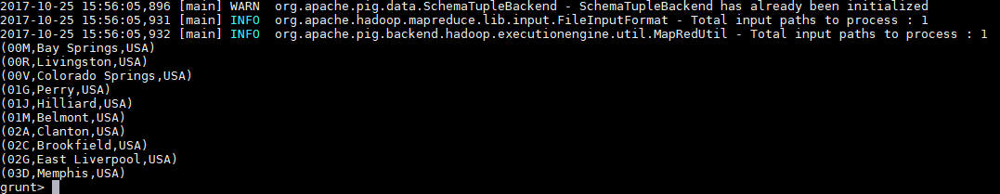 2017-10-25 15:56:05,896 [main] WARN  org.apache.pig.data.SchemaTupleBackend - SchemaTupleBackend has already been initialized
2017-10-25 15:56:05,931 [main] INFO  org.apache.hadoop.mapreduce.lib.input.FileInputFormat - Total input paths to process : 1
2017-10-25 15:56:05,932 [main] INFO  org.apache.pig.backend.hadoop.executionengine.util.MapRedUtil - Total input paths to process : 1
(00M,Bay Springs,USA)
(00R,Livingston,USA)
(00V,Colorado Springs,USA)
(01G,Perry,USA)
(01J,Hilliard,USA)
(01M,Belmont,USA)
(02A,Clanton,USA)
(02C,Brookfield,USA)
(02G,East Liverpool,USA)
(03D,Memphis,USA)
grunt>